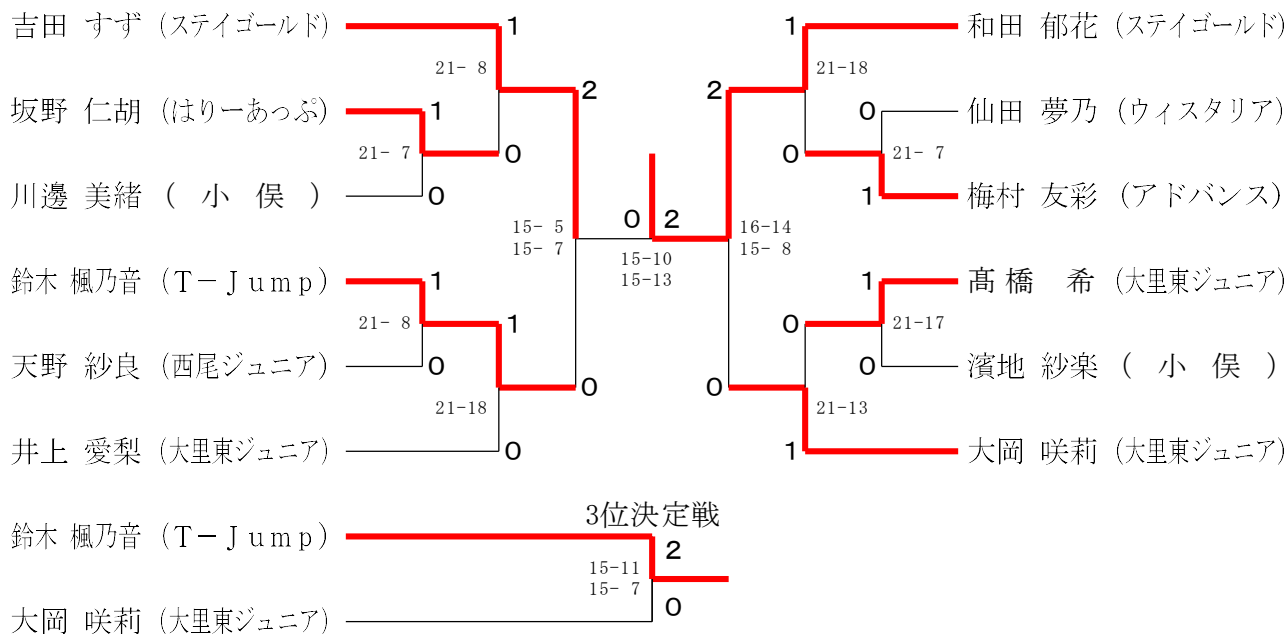 吉田 すず (ステイゴールド) 1 1 和田 郁花 (ステイゴールド)
21- 8 21-18
2 2
坂野 仁胡 (はりーあっぷ) 1 0 仙田 夢乃 (ウィスタリア)
21- 7 0 0 21- 7
川邊 美緒 ( 小 俣 ) 0 1 梅村 友彩 (アドバンス)
15- 5 0 2 16-14
15- 7 15- 8
15-10
15-13
鈴木 楓乃音 (T-Jump) 1 1 髙橋 希 (大里東ジュニア)
21- 8 1 0 21-17
天野 紗良 (西尾ジュニア) 0 0 濱地 紗楽 ( 小 俣 )
0 0
21-18 21-13
井上 愛梨 (大里東ジュニア) 0 1 大岡 咲莉 (大里東ジュニア)
3位決定戦
鈴木 楓乃音 (T-Jump) 2
15-11
15- 7
大岡 咲莉 (大里東ジュニア) 0